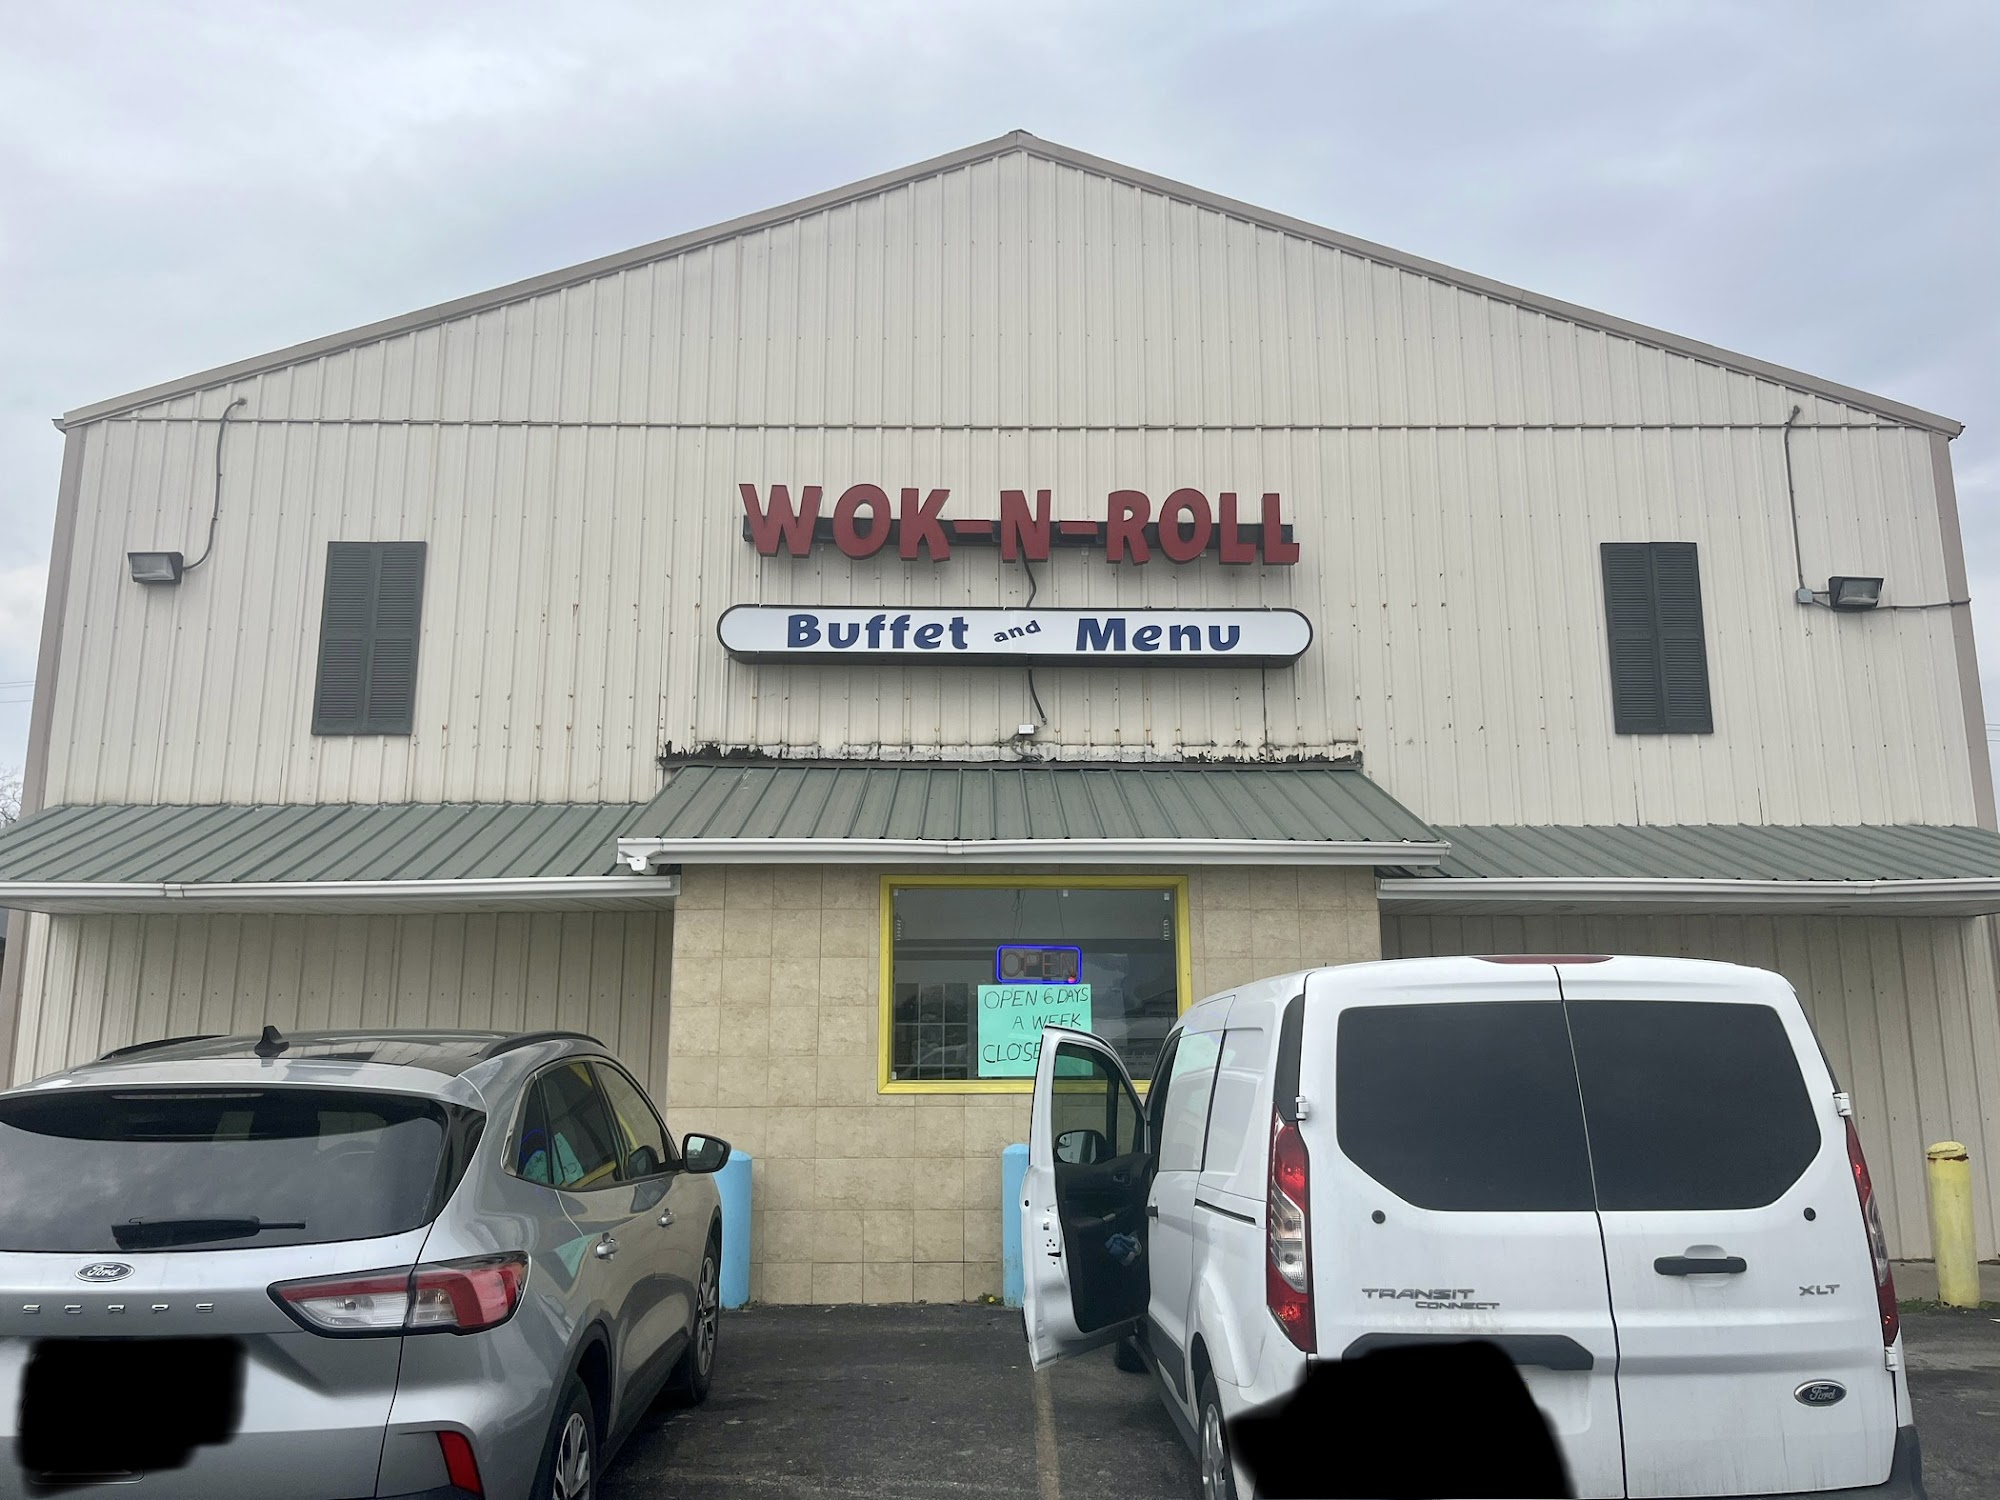 WOK-N-ROLL
Buffet and Menu
OPEN
OPEN 6 DAYS
A WEEK
Ford
ESCAPE
TRANSIT
CONNECT
XLT
Ford